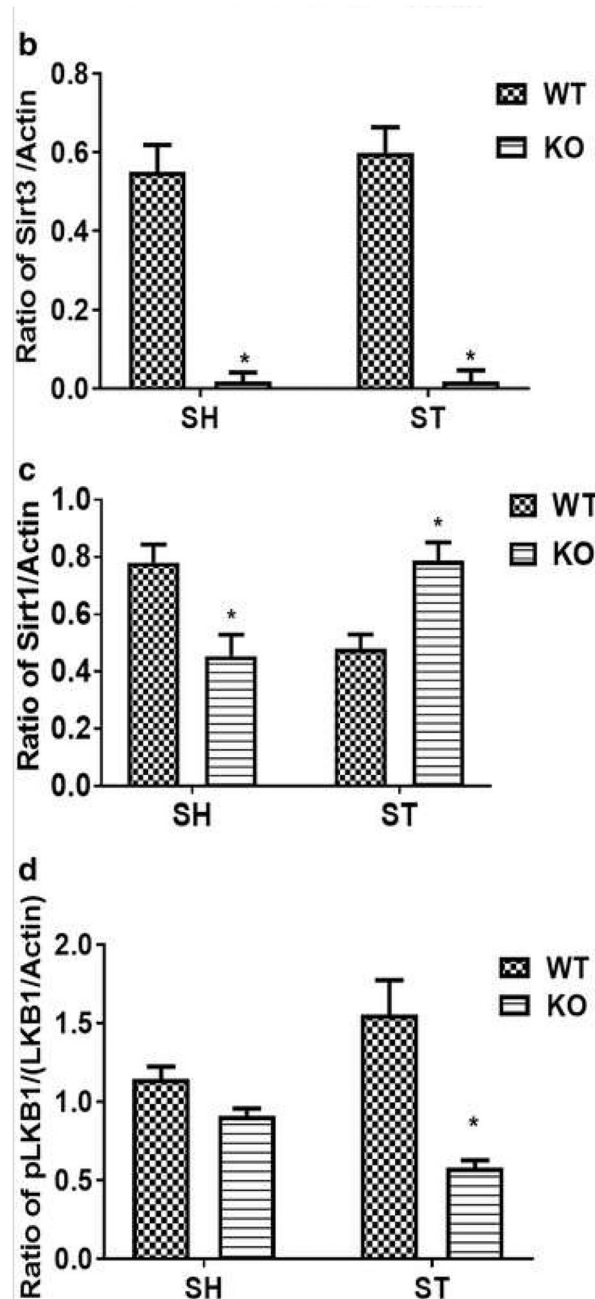 b
Ratio of Sirt3 /Actin
0.8
0.6
0.4
0.2
0.0
WT
KO
*
*
SH
ST
c
Ratio of Sirt1/Actin
1.0
0.8
0.6
0.4
0.2
0.0
WT
KO
*
*
SH
ST
d
Ratio of pLKB1/(LKB1/Actin)
2.0
1.5
1.0
0.5
0.0
WT
KO
*
SH
ST